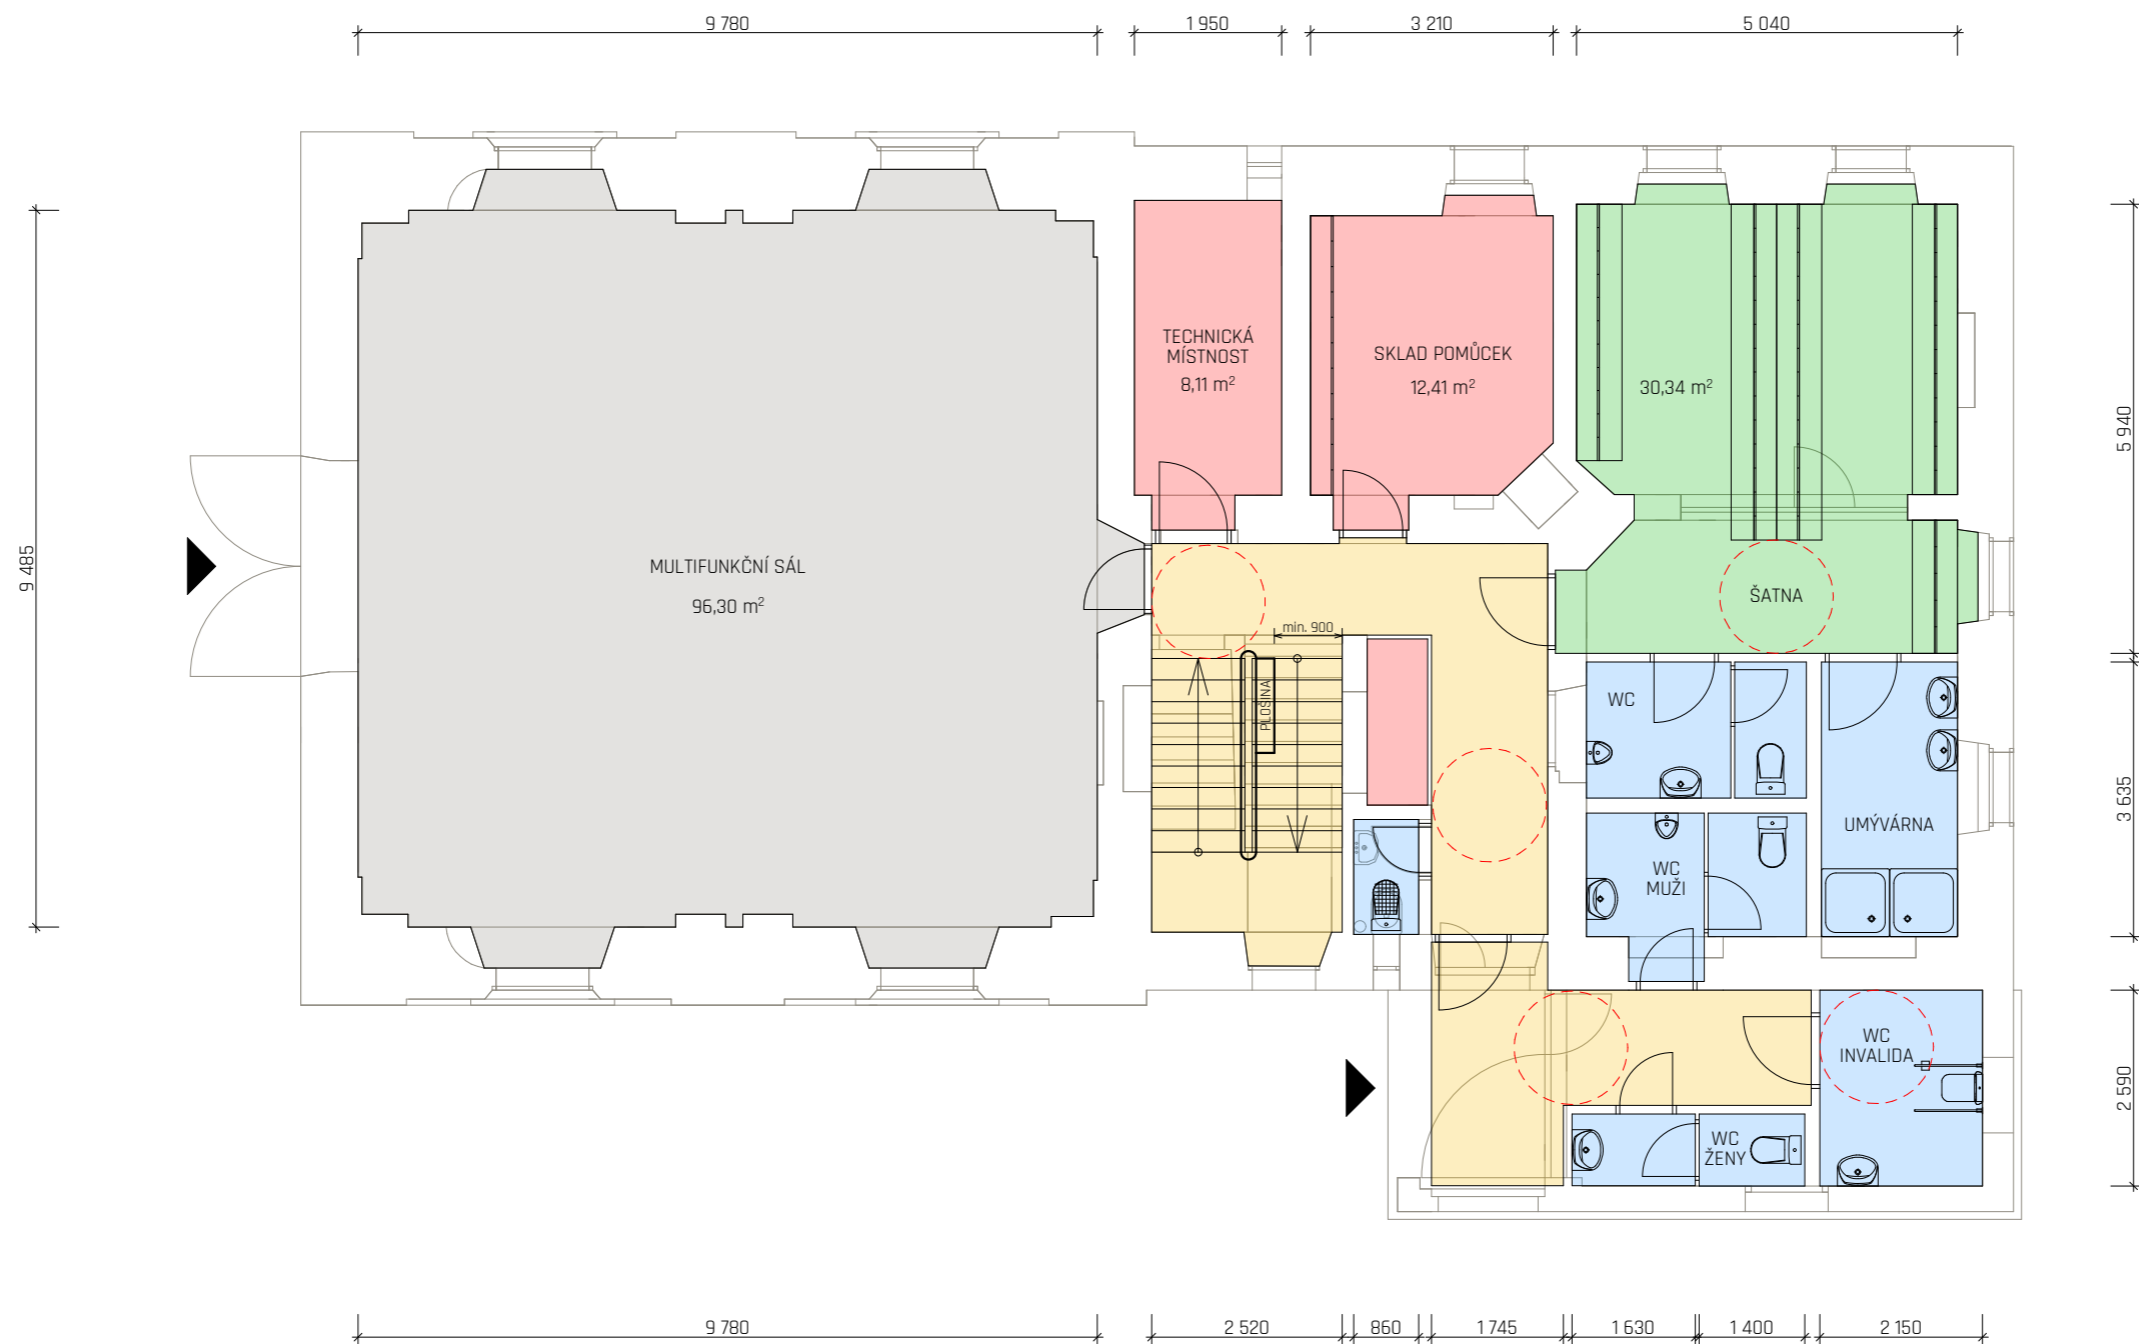 9 780
1 950
3 210
5 040
9 485
5 940
3 635
2 590
TECHNICKÁ
MÍSTNOST
8,11 m²
SKLAD POMŮCEK
12,41 m²
30,34 m²
MULTIFUNKČNÍ SÁL
96,30 m²
ŠATNA
min. 900
PLOŠINA
WC
UMÝVÁRNA
WC
MUŽI
WC
INVALIDA
WC
ŽENY
9 780
2 520
860
1 745
1 630
1 400
2 150